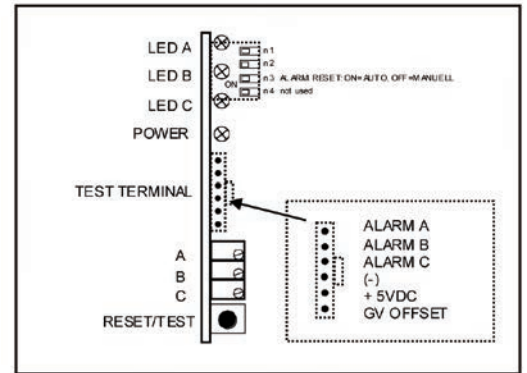 LED A
n1
n2
LED B
ON
n3 ALARM RESET: ON=AUTO, OFF=MANUELL
n4 not used
LED C
POWER
TEST TERMINAL
A
B
C
RESET/TEST
ALARM A
ALARM B
ALARM C
(-)
+ 5VDC
GV OFFSET